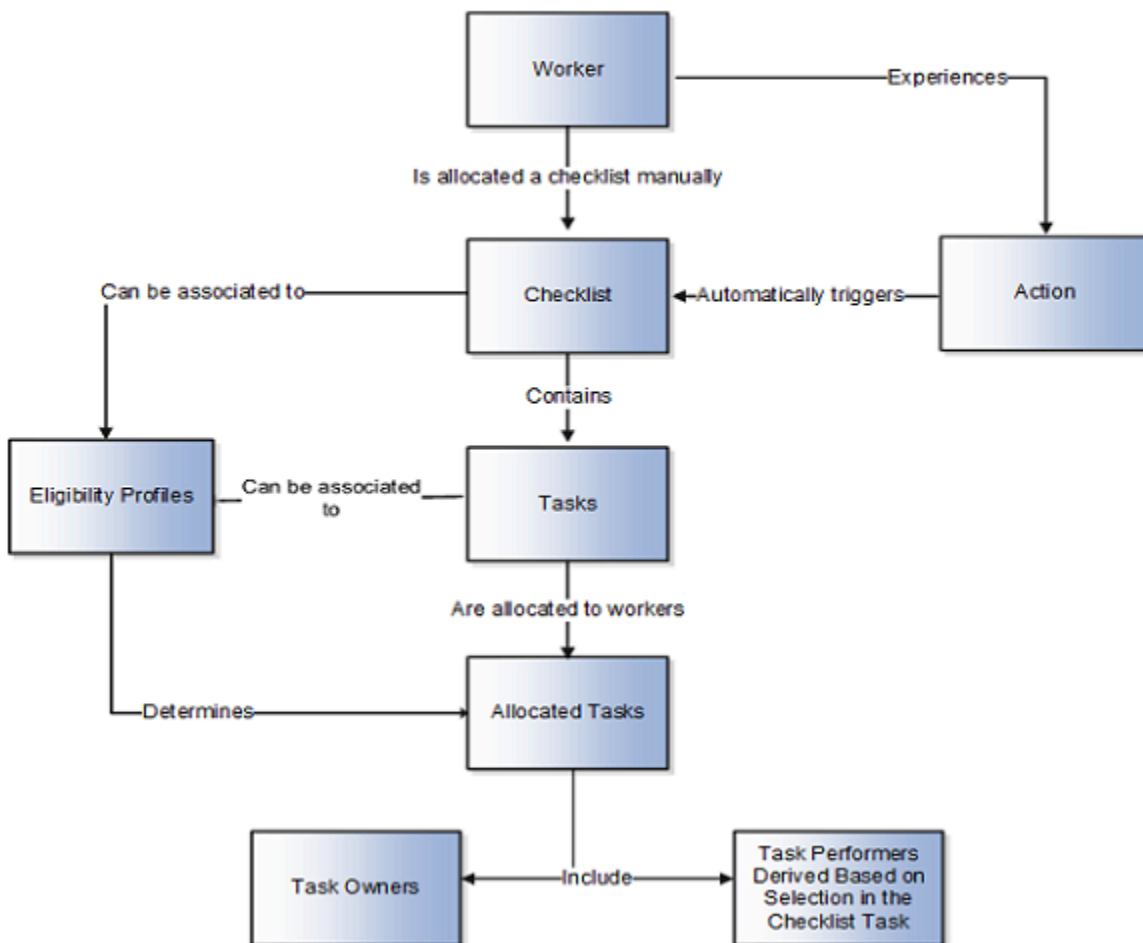 Worker
Experiences
Is allocated a checklist manually
Can be associated to
Checklist
Automatically triggers
Action
Contains
Eligibility Profiles
Can be associated
to
Tasks
Are allocated to workers
Determines
Allocated Tasks
Task Owners
Include
Task Performers
Derived Based on
Selection in the
Checklist Task